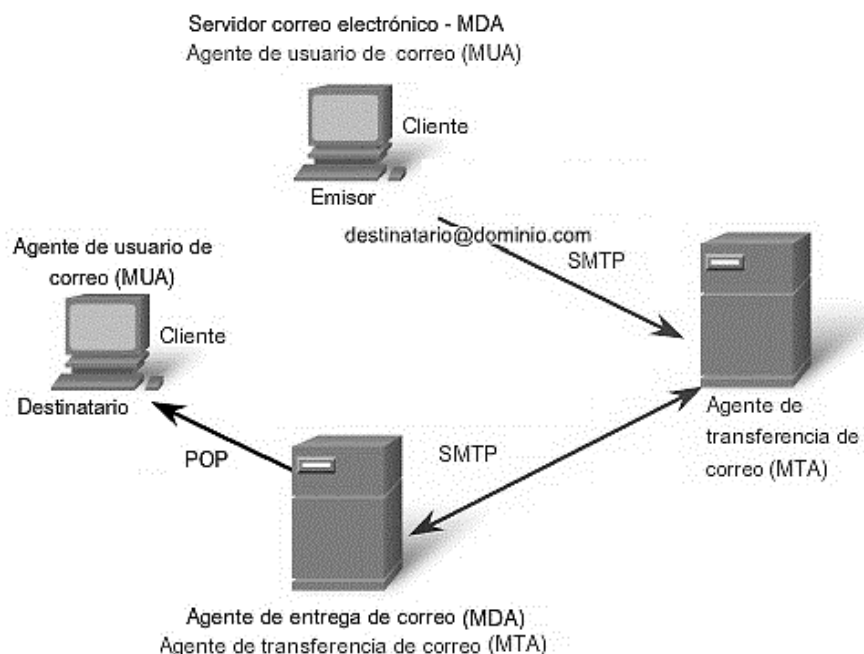 Servidor correo electrónico - MDA
Agente de usuario de correo (MUA)
Cliente
Emisor
destinatario@dominio.com
SMTP
Agente de usuario de
correo (MUA)
Cliente
Destinatario
POP
SMTP
Agente de
transferencia de
correo (MTA)
Agente de entrega de correo (MDA)
Agente de transferencia de correo (MTA)